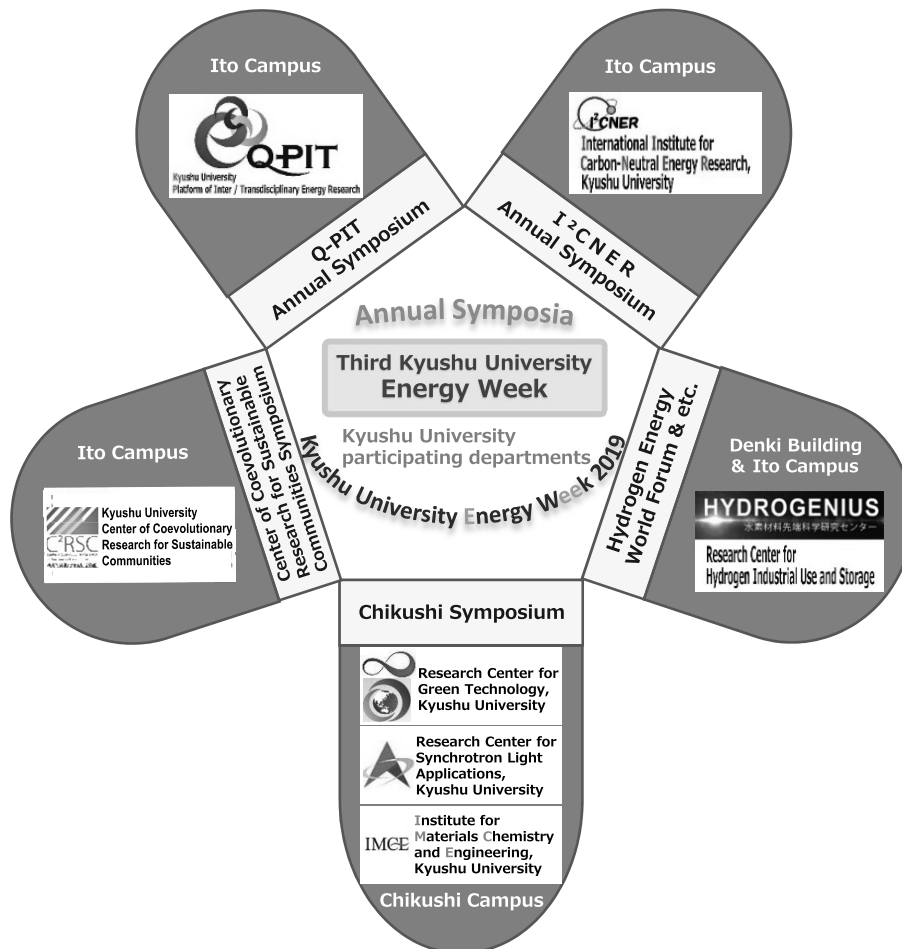 Ito Campus
Q-PIT
Kyushu University
Platform of Inter / Transdisciplinary Energy Research
Q-PIT
Annual Symposium
Ito Campus
I²CNER
International Institute for
Carbon-Neutral Energy Research,
Kyushu University
I²CNER
Annual Symposium
Annual Symposia
Third Kyushu University
Energy Week
Kyushu University
participating departments
Kyushu University Energy Week 2019
Ito Campus
C²RSC
Kyushu University
Center of Coevolutionary
Research for Sustainable
Communities
Center of Coevolutionary
Research for Sustainable
Communities Symposium
Hydrogen Energy
World Forum & etc.
Denki Building
& Ito Campus
HYDROGENIUS
水素材料先端科学研究センター
Research Center for
Hydrogen Industrial Use and Storage
Chikushi Symposium
Research Center for
Green Technology,
Kyushu University
Research Center for
Synchrotron Light
Applications,
Kyushu University
IMCE
Institute for
Materials Chemistry
and Engineering,
Kyushu University
Chikushi Campus